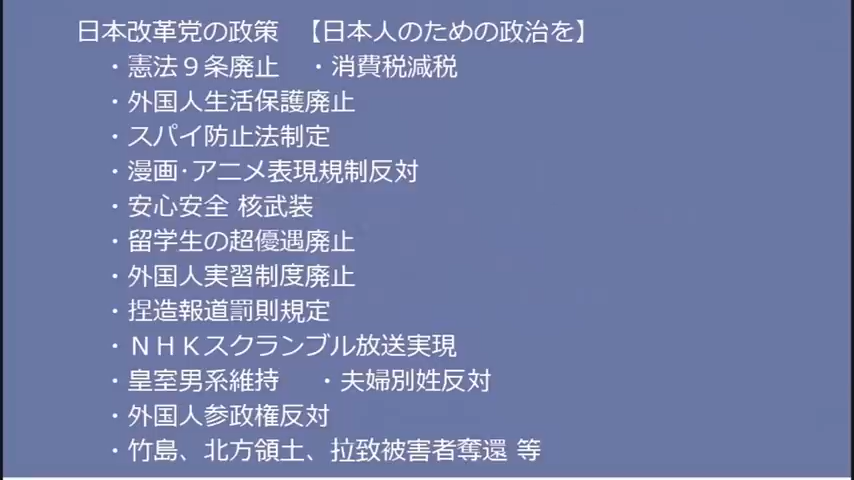 日本改革党の政策　【日本人のための政治を】
・憲法９条廃止　・消費税減税
・外国人生活保護廃止
・スパイ防止法制定
・漫画・アニメ表現規制反対
・安心安全 核武装
・留学生の超優遇廃止
・外国人実習制度廃止
・捏造報道罰則規定
・ＮＨＫスクランブル放送実現
・皇室男系維持　・夫婦別姓反対
・外国人参政権反対
・竹島、北方領土、拉致被害者奪還 等